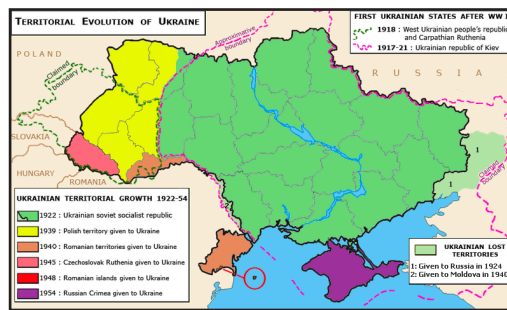 TERRITORIAL EVOLUTION OF UKRAINE
FIRST UKRAINIAN STATES AFTER WW I
1918 : West Ukrainian people's republic
and Carpathian Ruthenia
1917-21 : Ukrainian republic of Kiev
Approximative
boundary
POLAND
Claimed
boundary
RUSSIA
SLOVAKIA
HUNGARY
ROMANIA
1
1
Claimed
boundary
UKRAINIAN TERRITORIAL GROWTH 1922-54
1922 : Ukrainian soviet socialist republic
1939 : Polish territory given to Ukraine
1940 : Romanian territories given to Ukraine
1945 : Czechoslovak Ruthenia given to Ukraine
1948 : Romanian islands given to Ukraine
1954 : Russian Crimea given to Ukraine
UKRAINIAN LOST
TERRITORIES
1: Given to Russia in 1924
2: Given to Moldova in 1940